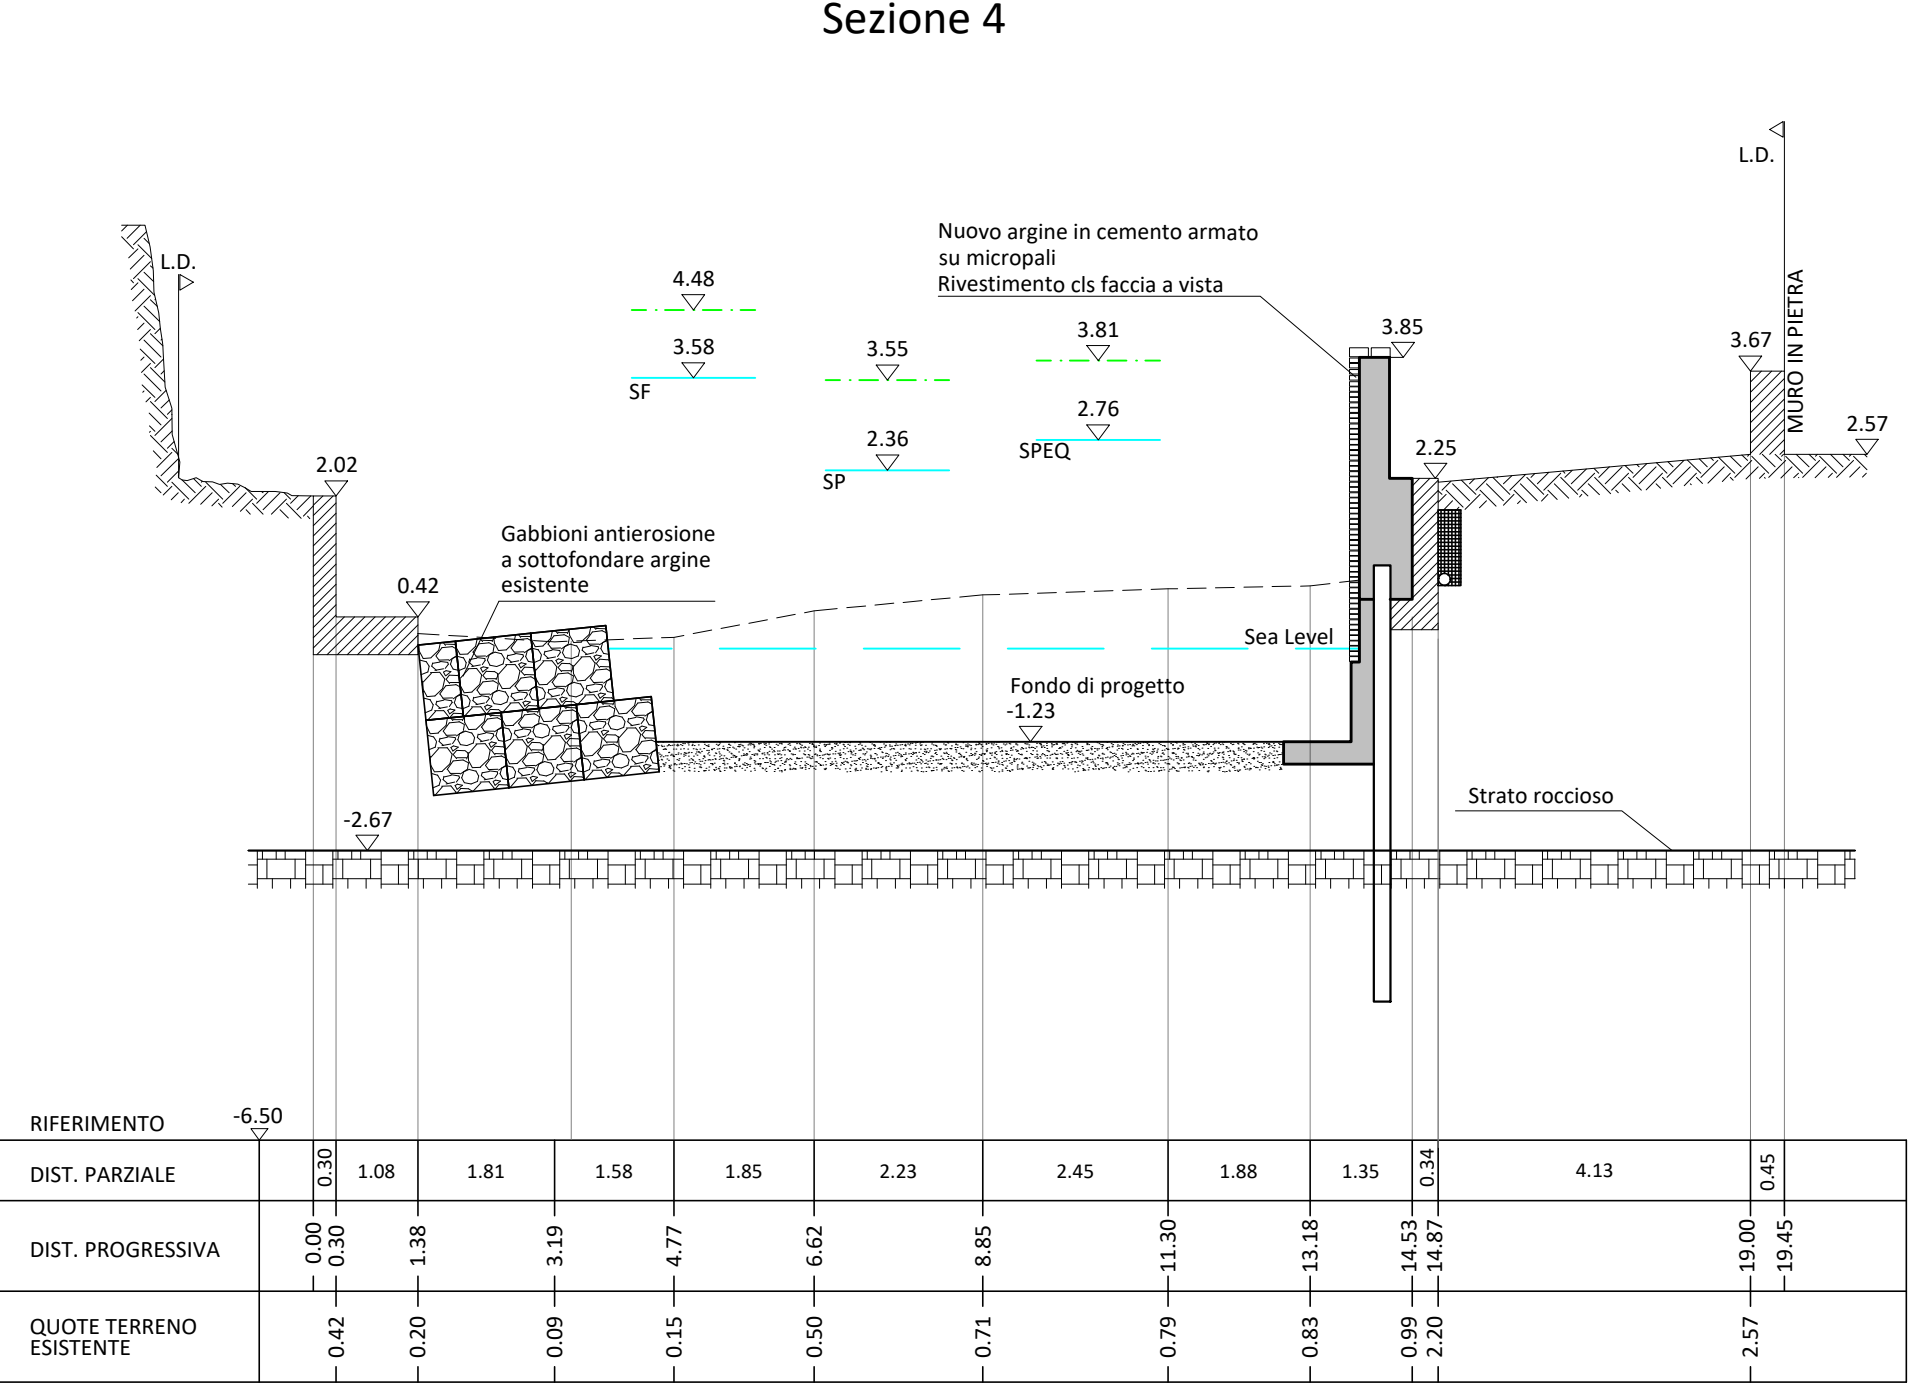 Sezione 4
L.D.
L.D.
Nuovo argine in cemento armato
su micropali
Rivestimento cls faccia a vista
4.48
3.58
SF
3.55
2.36
SP
3.81
2.76
SPEQ
3.85
3.67
MURO IN PIETRA
2.57
2.25
2.02
Gabbioni antierosione
a sottofondare argine
esistente
0.42
Sea Level
Fondo di progetto
-1.23
Strato roccioso
-2.67
RIFERIMENTO
-6.50
DIST. PARZIALE
0.30 1.08 1.81 1.58 1.85 2.23 2.45 1.88 1.35 0.34 4.13 0.45
DIST. PROGRESSIVA
0.00 0.30 1.38 3.19 4.77 6.62 8.85 11.30 13.18 14.53 14.87 19.00 19.45
QUOTE TERRENO
ESISTENTE
0.42 0.20 0.09 0.15 0.50 0.71 0.79 0.83 0.99 2.20 2.57